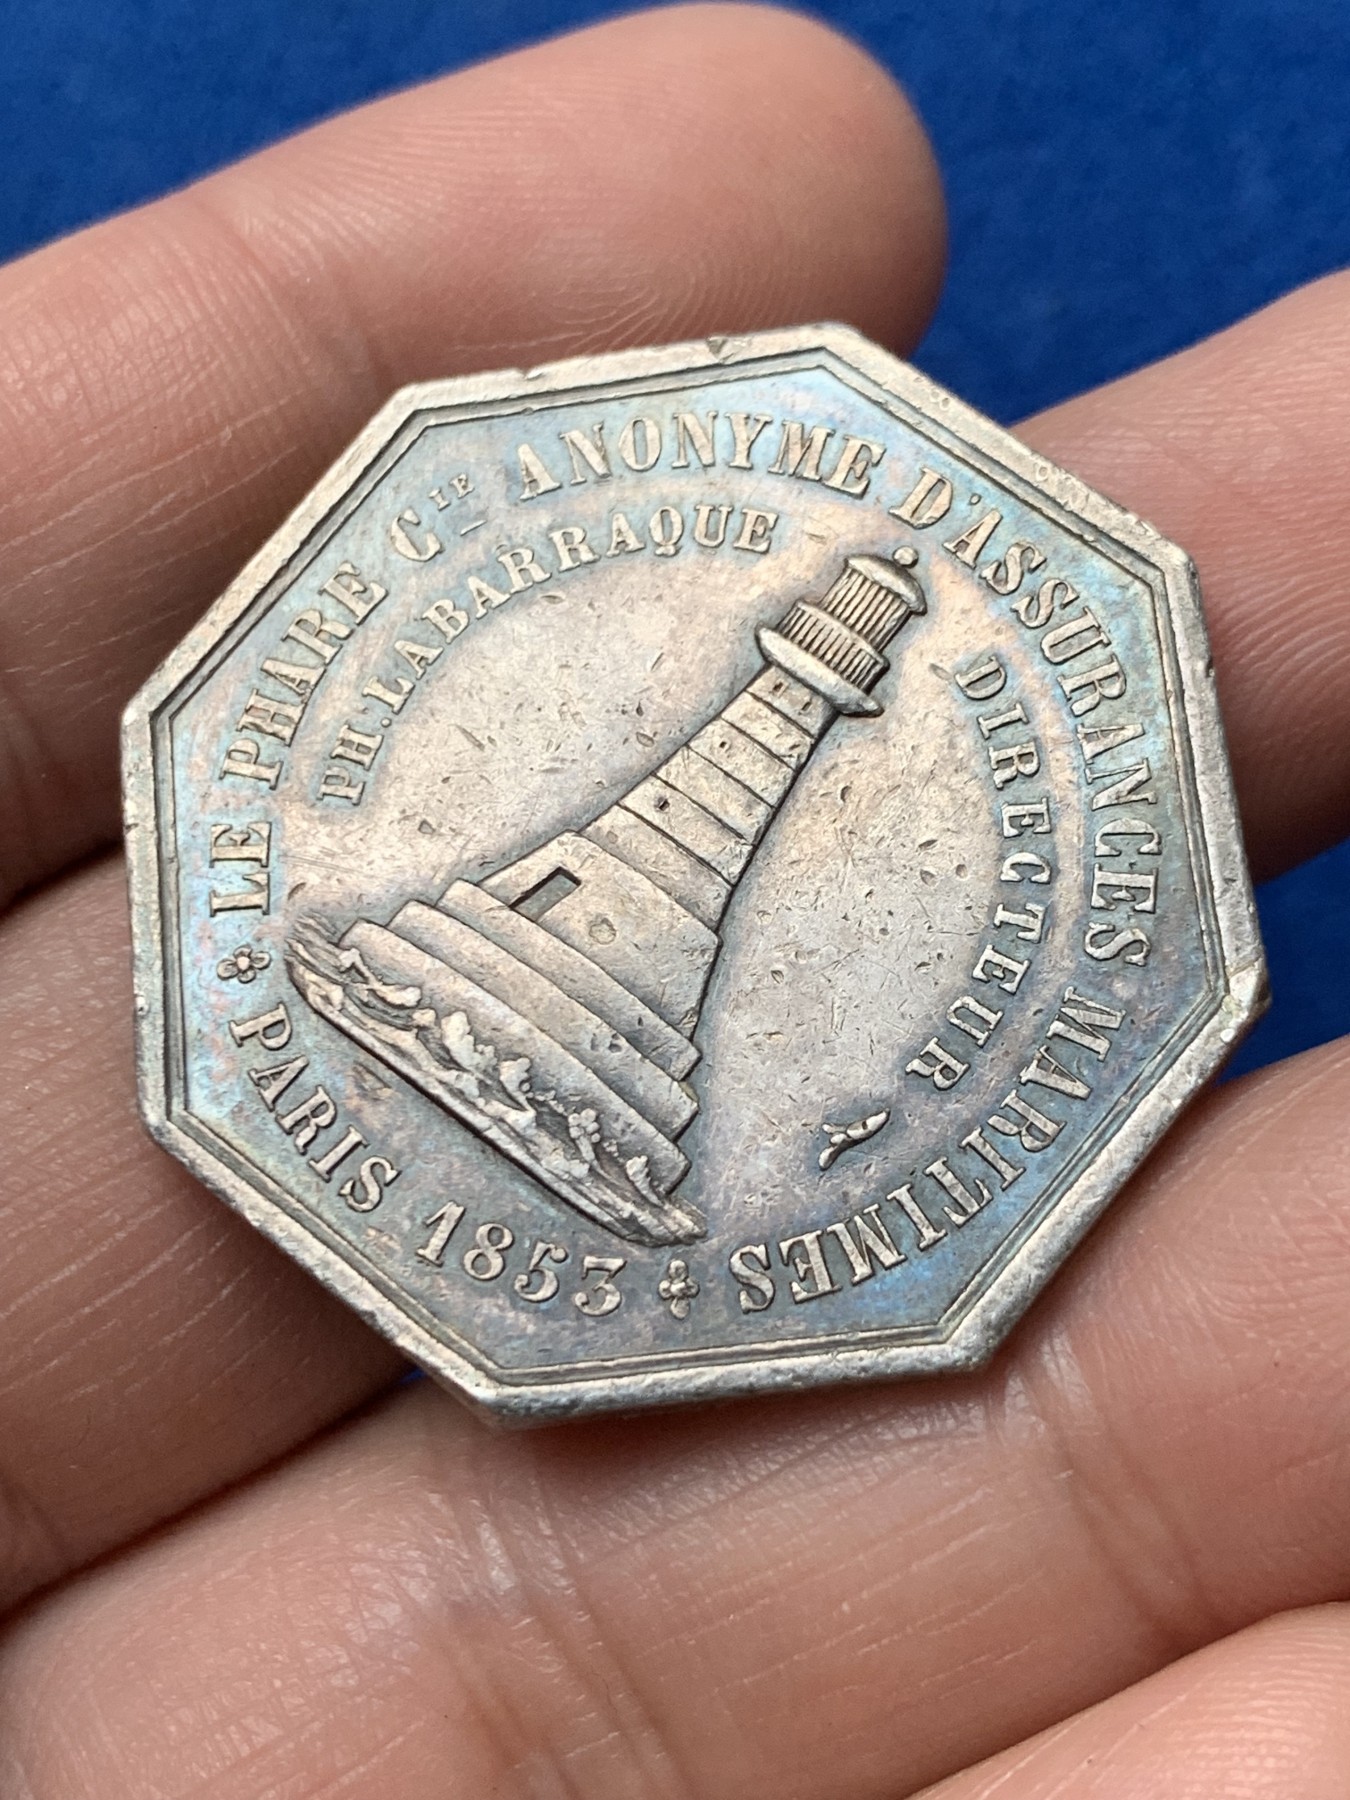 LE PHARE CIE ANONYME D'ASSURANCES MARITIMES
PH. LABARRAQUE DIRECTEUR
PARIS 1853